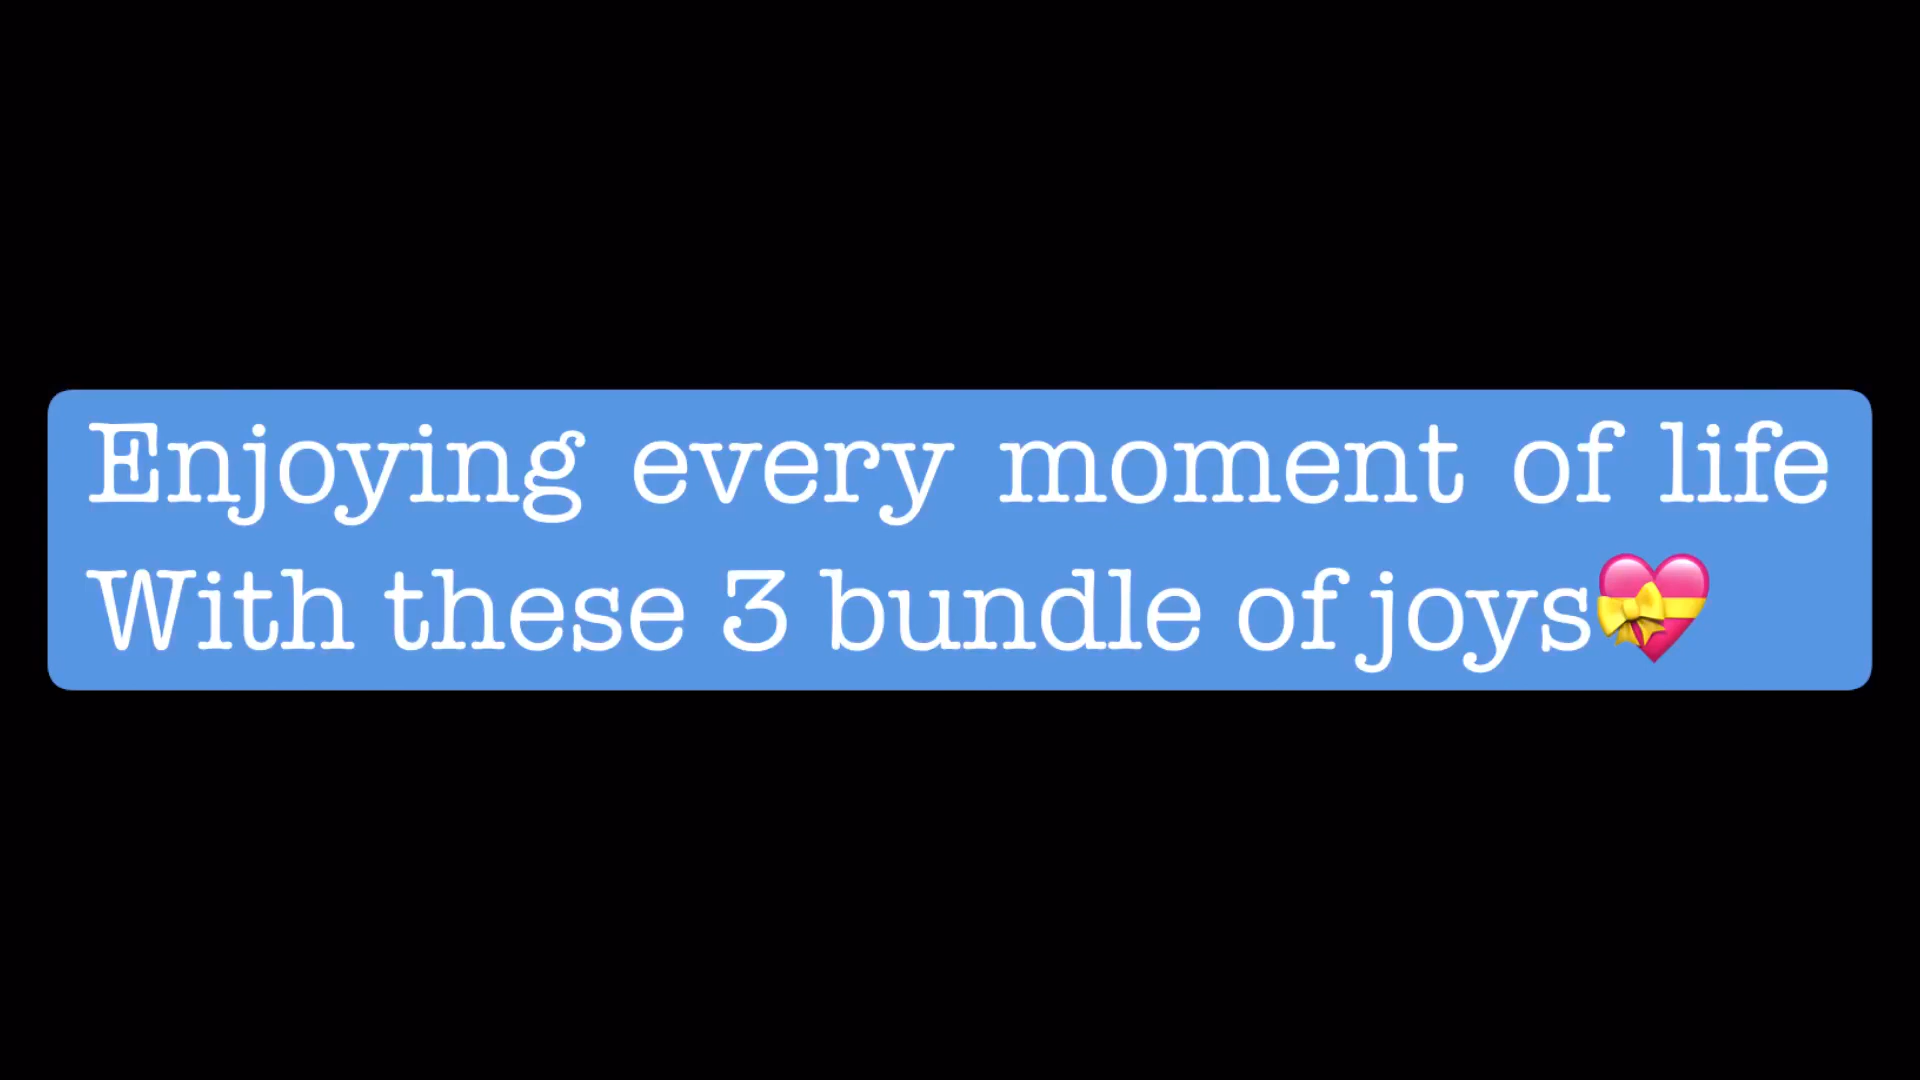 Enjoying every moment of life
With these 3 bundle of joys💝